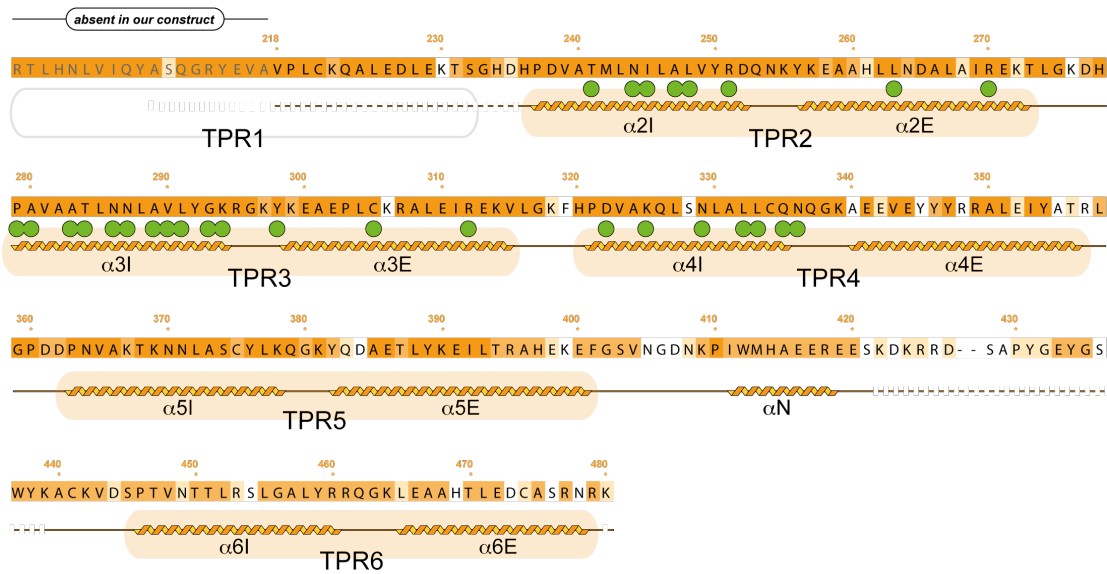 absent in our construct
218 230 240 250 260 270
RTLHNLVIQYASQGRYEVAVPLCKQALEDLEKTSGHDHPDVATMLNILALVYRDQNKYKEAAHLLNDALAIREKTLGKDH
α2I α2E
TPR1 TPR2
280 290 300 310 320 330 340 350
PAVAATLNNLAVLYGKRGKYKEAEPLCKRALEIREKVLGKFHPDVAKQLSNLALLCQNQGKAEEVEYYYRRALEIYATRL
α3I α3E α4I α4E
TPR3 TPR4
360 370 380 390 400 410 420 430
GPDDPNVAKTKNNLASCYLKQGKYQDAETLYKEILTRAHEKEFGSVNGDNKPIWMHAEEREESKDKRRD--SAPYGEYGS
α5I α5E αN
TPR5
440 450 460 470 480
WYKACKVDSPTVNTTLRSLGALYRRQGKLEAAHTLEDCASRNRK
α6I α6E
TPR6